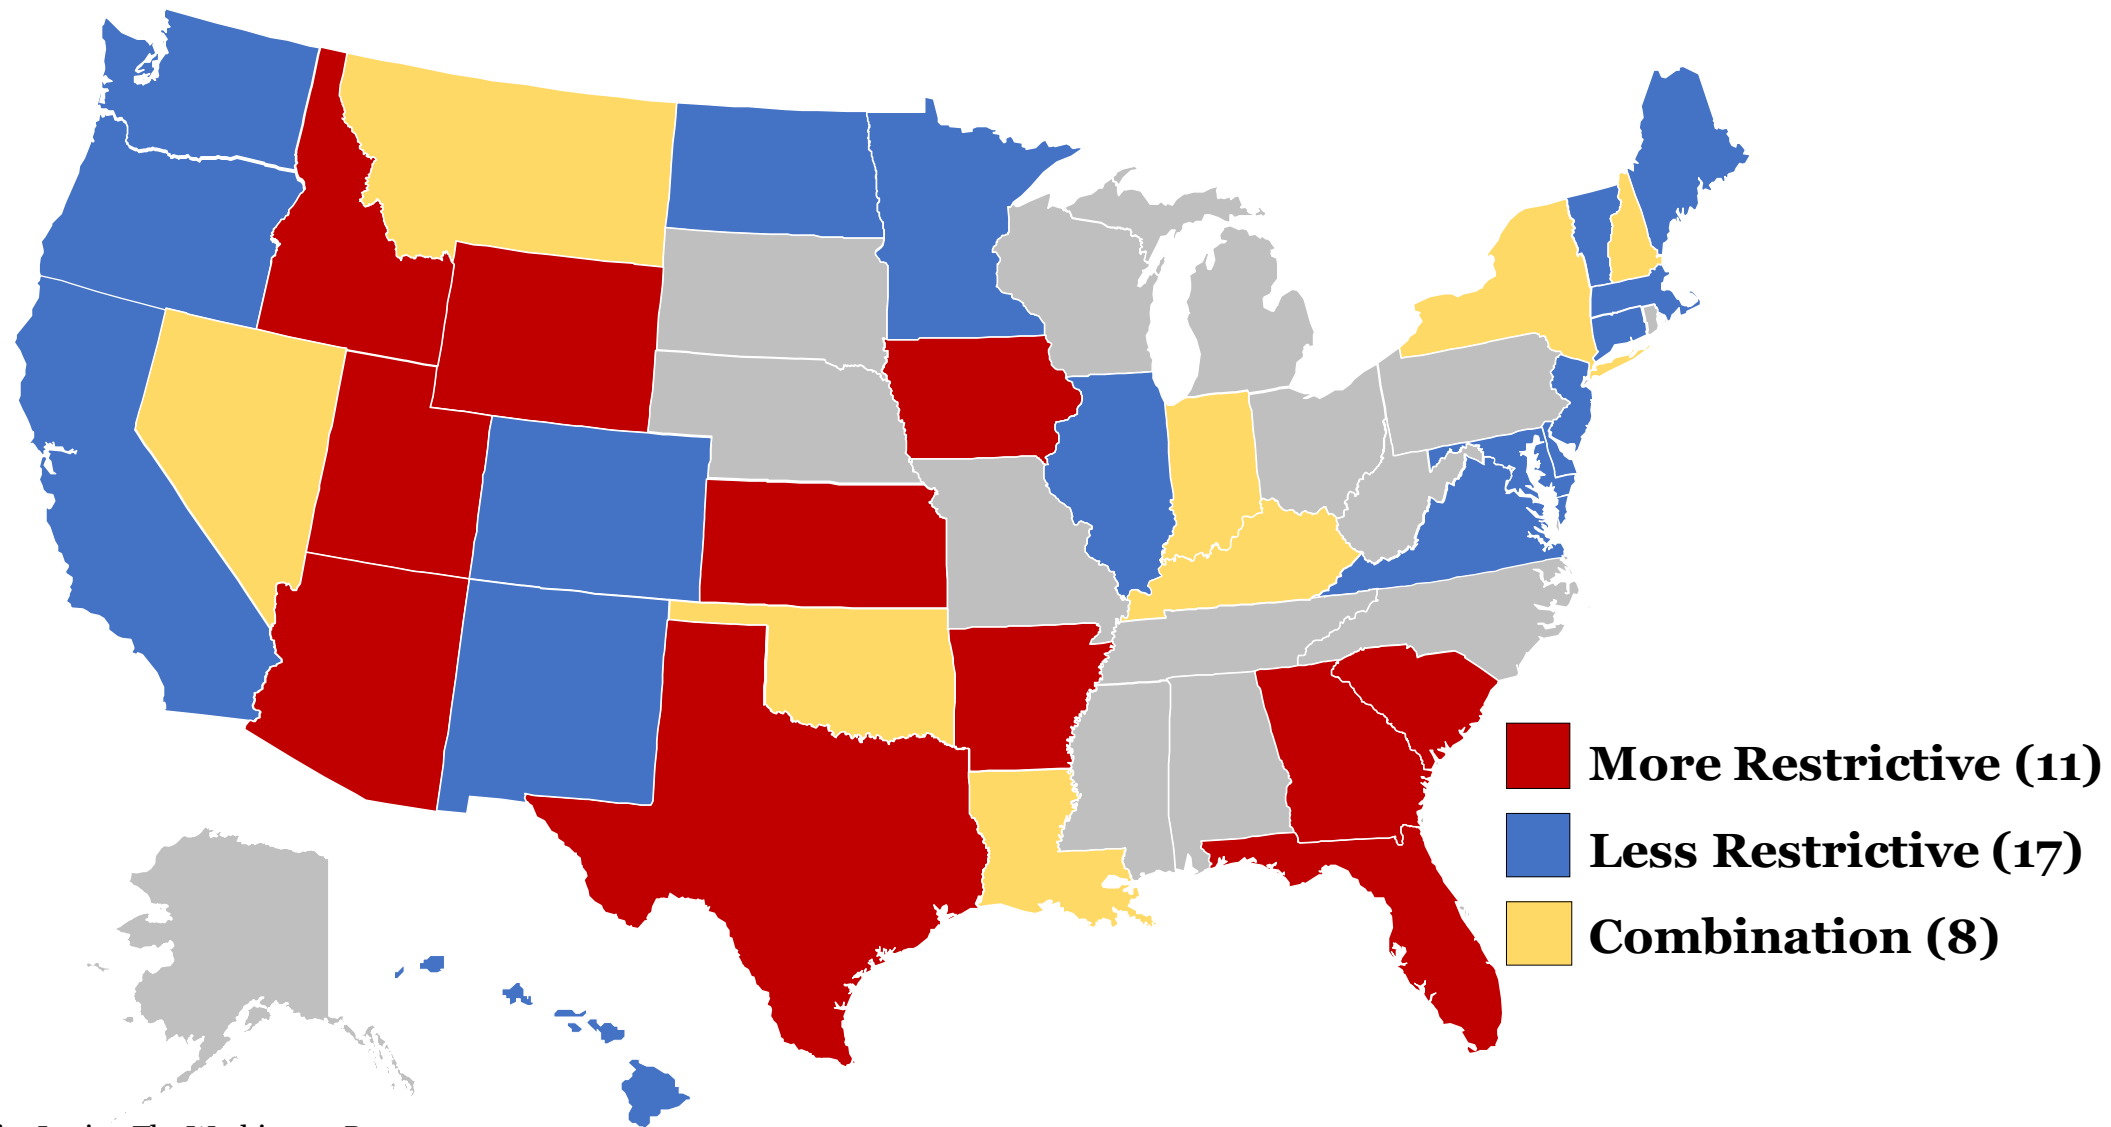 More Restrictive (11)
Less Restrictive (17)
Combination (8)